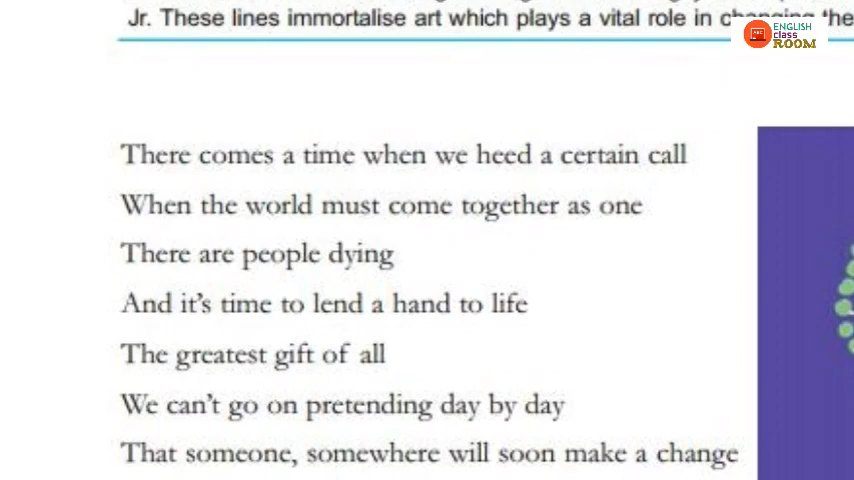 Jr. These lines immortalise art which plays a vital role in changing the
ENGLISH
class
ROOM
There comes a time when we heed a certain call
When the world must come together as one
There are people dying
And it's time to lend a hand to life
The greatest gift of all
We can't go on pretending day by day
That someone, somewhere will soon make a change